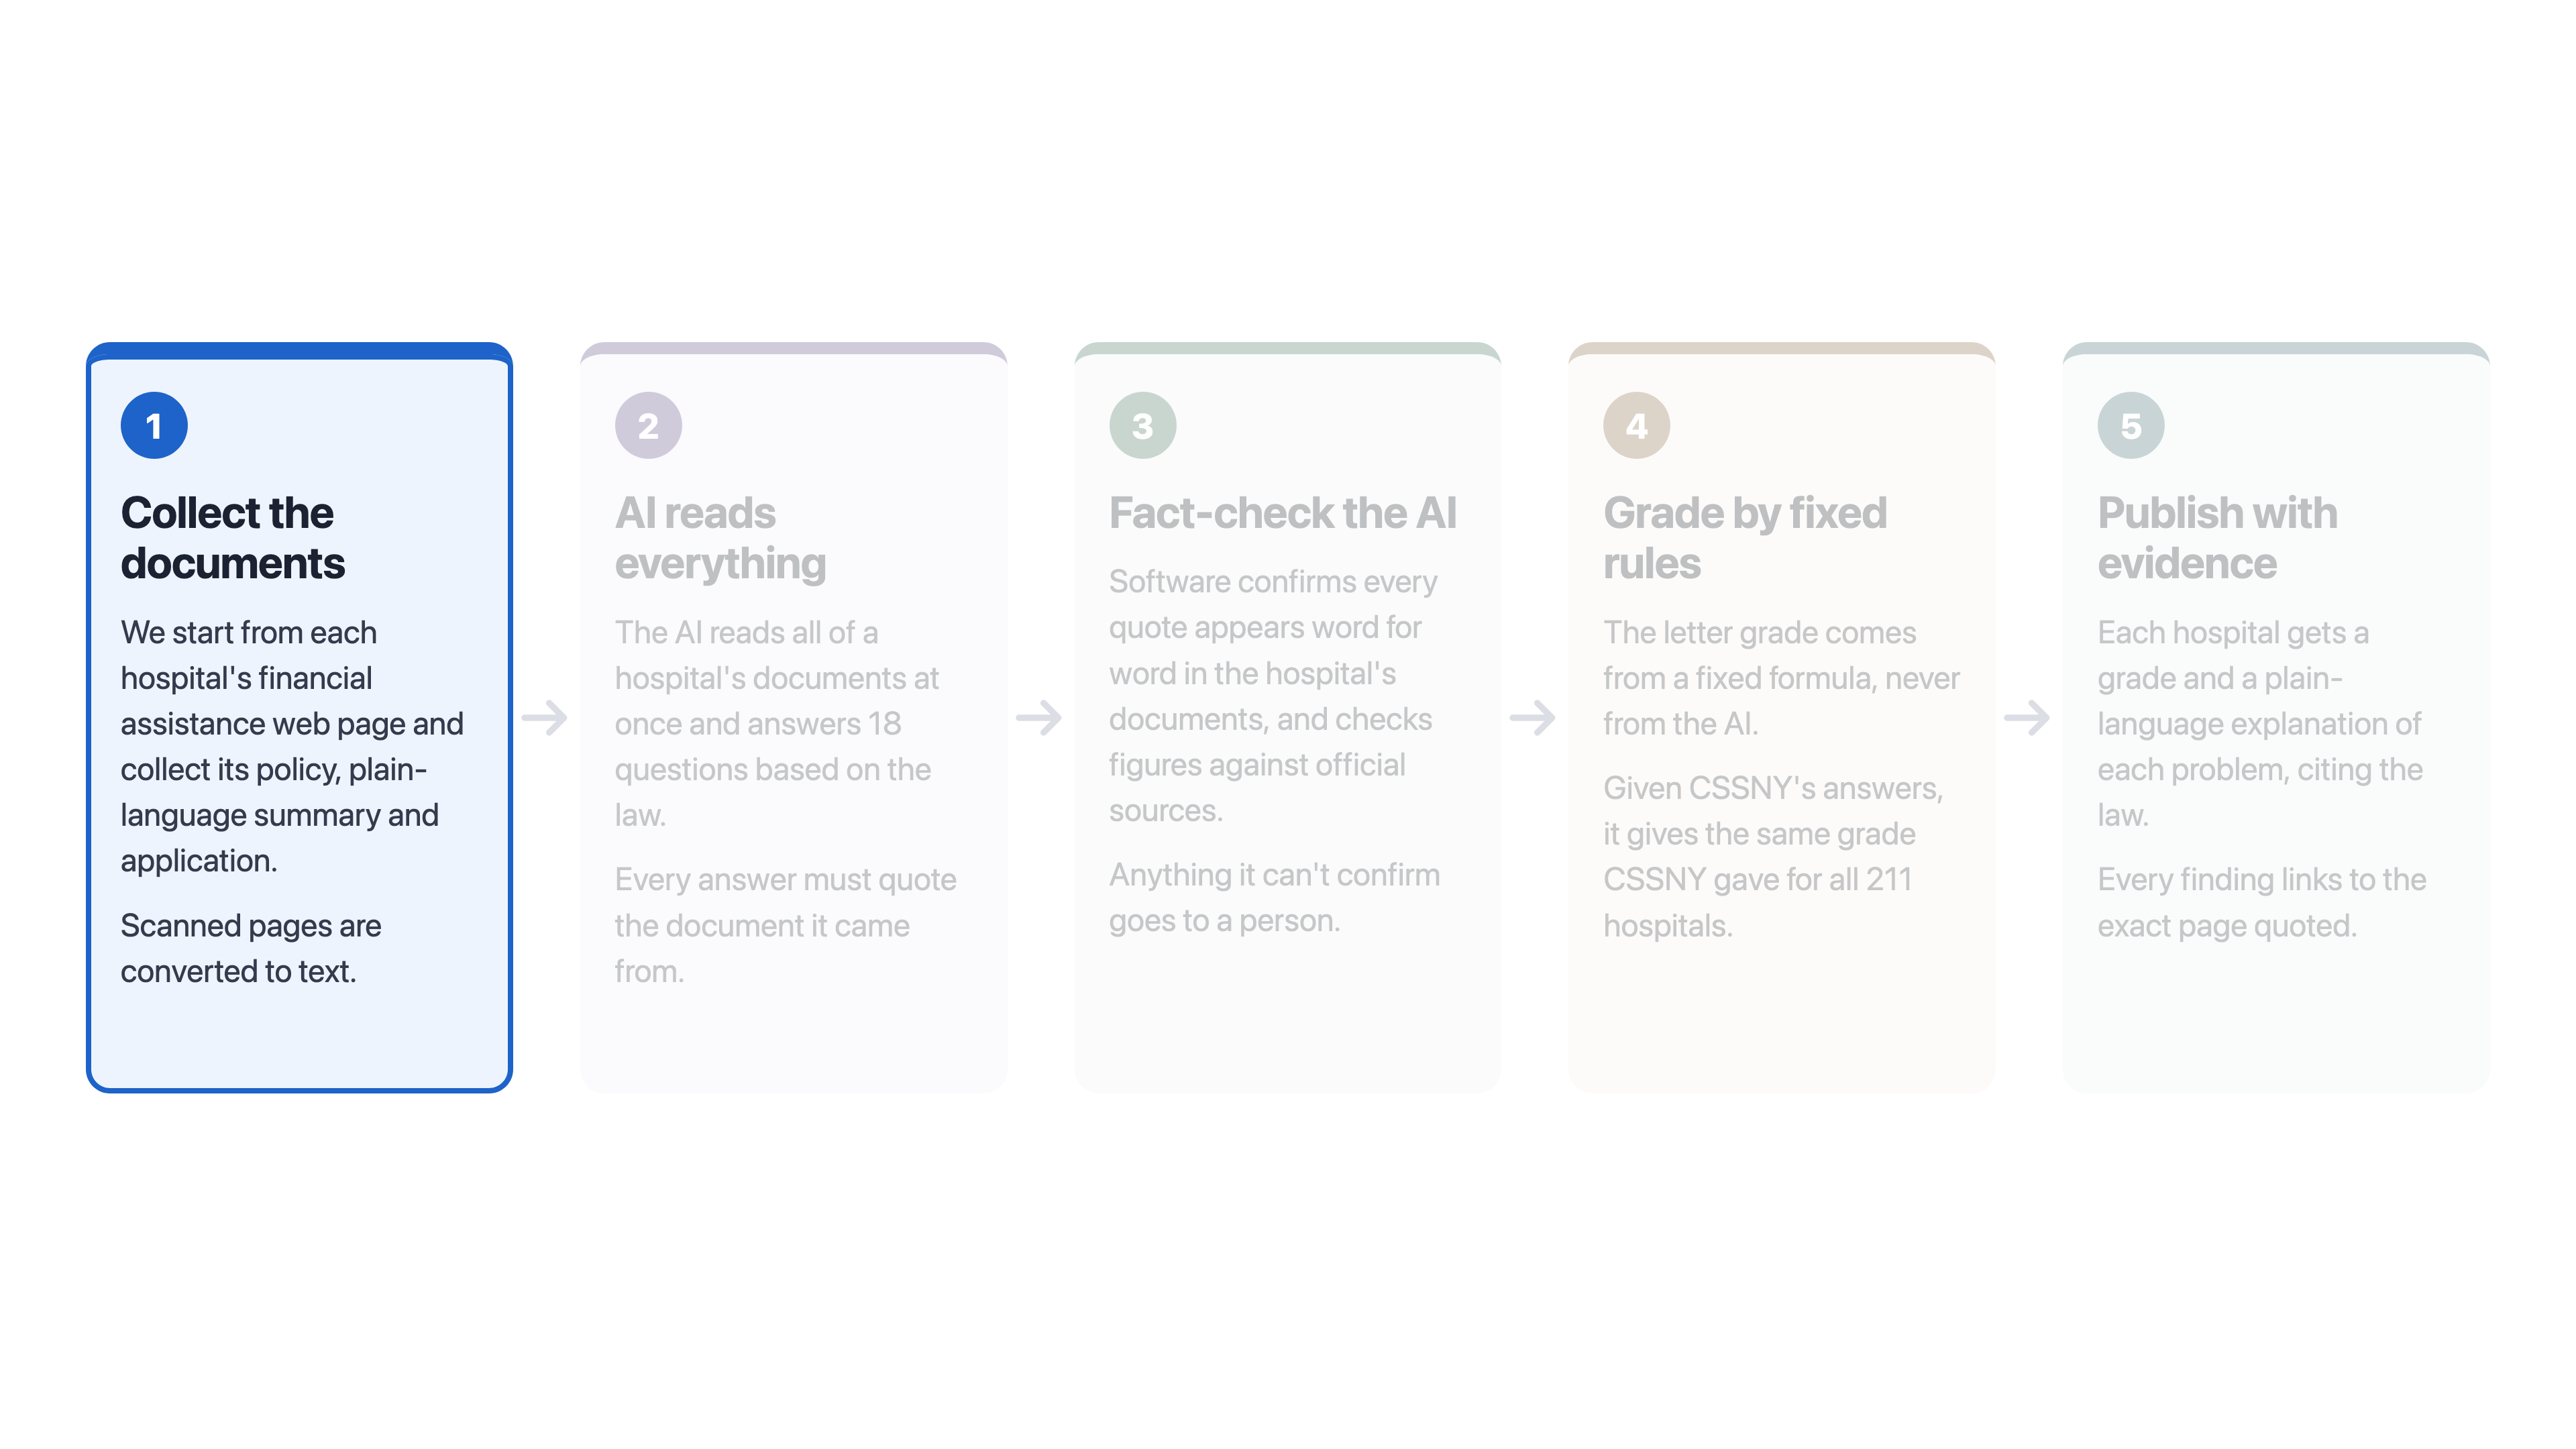 1
Collect the
documents
We start from each
hospital's financial
assistance web page and
collect its policy, plain-
language summary and
application.
Scanned pages are
converted to text.
2
AI reads
everything
The AI reads all of a
hospital's documents at
once and answers 18
questions based on the
law.
Every answer must quote
the document it came
from.
3
Fact-check the AI
Software confirms every
quote appears word for
word in the hospital's
documents, and checks
figures against official
sources.
Anything it can't confirm
goes to a person.
4
Grade by fixed
rules
The letter grade comes
from a fixed formula, never
from the AI.
Given CSSNY's answers,
it gives the same grade
CSSNY gave for all 211
hospitals.
5
Publish with
evidence
Each hospital gets a
grade and a plain-
language explanation of
each problem, citing the
law.
Every finding links to the
exact page quoted.